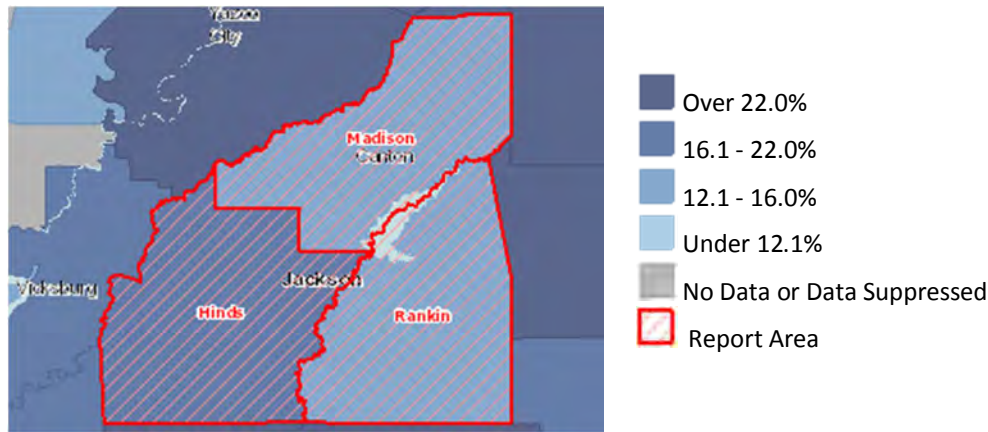 Yazoo
City
Madison
Canton
Jackson
Vicksburg
Hinds
Rankin
Over 22.0%
16.1 - 22.0%
12.1 - 16.0%
Under 12.1%
No Data or Data Suppressed
Report Area